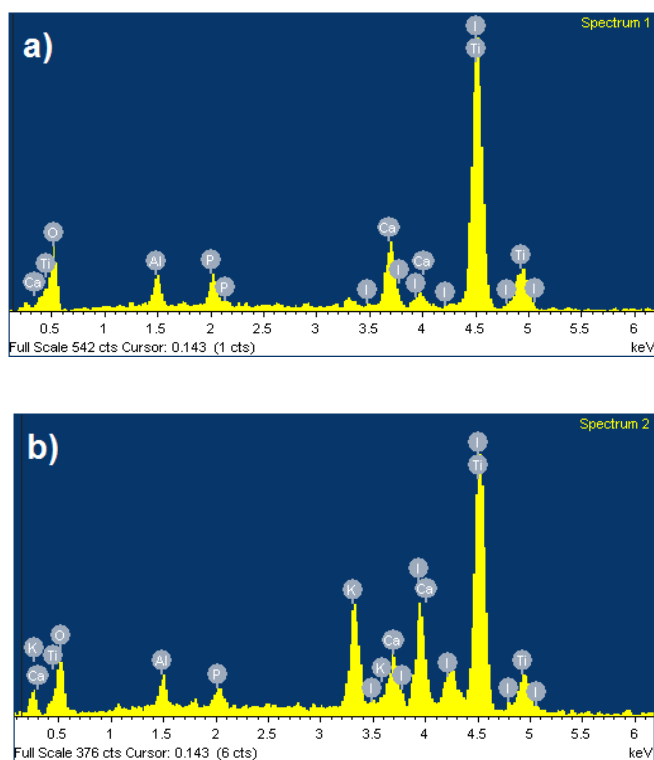 a)
Spectrum 1
I
Ti
O
Ti
Ca
Al
P
P
Ca
I
I
Ca
I
I
Ti
I
I
0.5 1 1.5 2 2.5 3 3.5 4 4.5 5 5.5 6
Full Scale 542 cts Cursor: 0.143 (1 cts) keV
b)
Spectrum 2
I
Ti
K
Ca
Ti
O
Al
P
K
I
K
Ca
I
I
Ca
I
Ti
I
I
0.5 1 1.5 2 2.5 3 3.5 4 4.5 5 5.5 6
Full Scale 376 cts Cursor: 0.143 (6 cts) keV